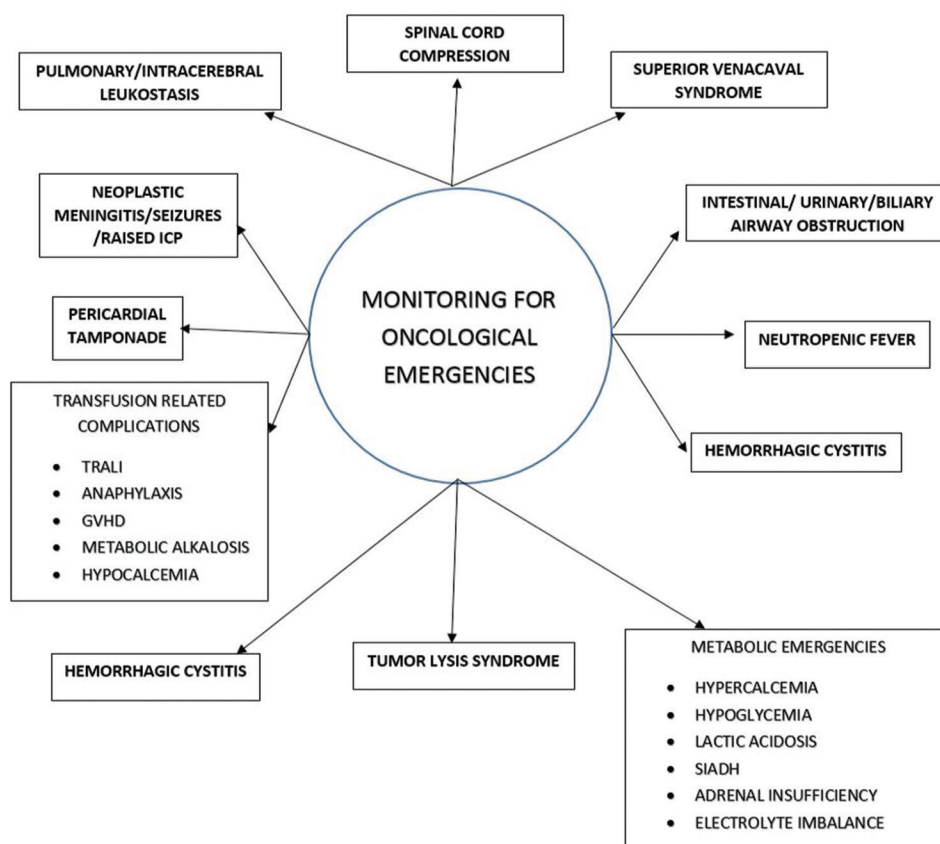 SPINAL CORD
COMPRESSION
PULMONARY/INTRACEREBRAL
LEUKOSTASIS
SUPERIOR VENACAVAL
SYNDROME
NEOPLASTIC
MENINGITIS/SEIZURES
/RAISED ICP
INTESTINAL/ URINARY/BILIARY
AIRWAY OBSTRUCTION
MONITORING FOR
ONCOLOGICAL
EMERGENCIES
PERICARDIAL
TAMPONADE
NEUTROPENIC FEVER
TRANSFUSION RELATED
COMPLICATIONS
• TRALI
• ANAPHYLAXIS
• GVHD
• METABOLIC ALKALOSIS
• HYPOCALCEMIA
HEMORRHAGIC CYSTITIS
HEMORRHAGIC CYSTITIS
TUMOR LYSIS SYNDROME
METABOLIC EMERGENCIES
• HYPERCALCEMIA
• HYPOGLYCEMIA
• LACTIC ACIDOSIS
• SIADH
• ADRENAL INSUFFICIENCY
• ELECTROLYTE IMBALANCE